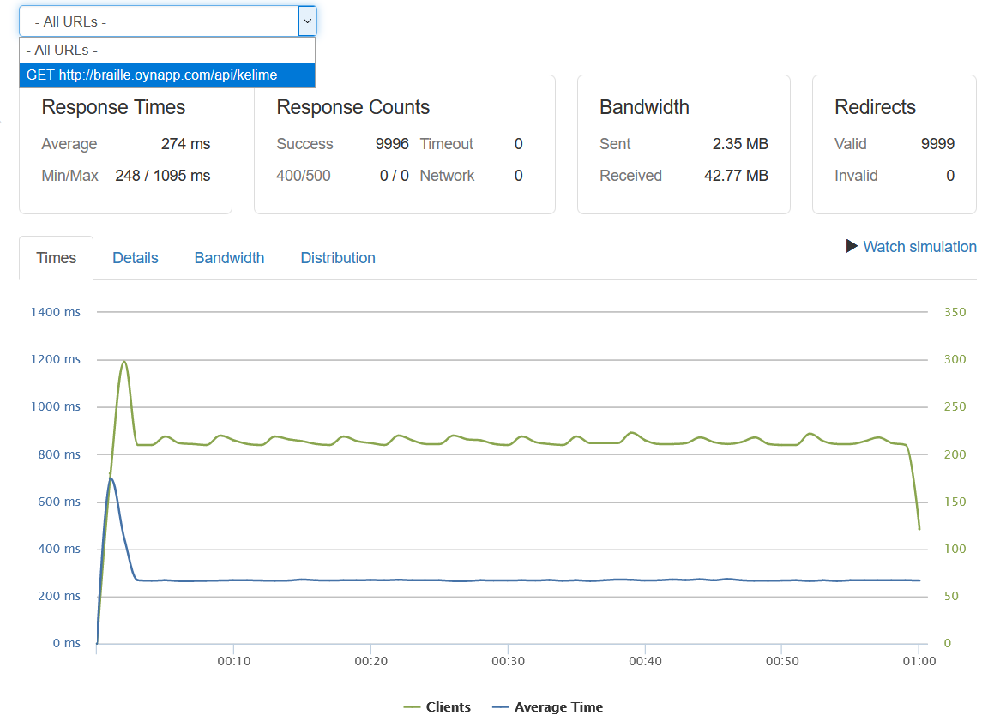 - All URLs -
- All URLs -
GET http://braille.oynapp.com/api/kelime
Response Times
Average 274 ms
Min/Max 248 / 1095 ms
Response Counts
Success 9996 Timeout 0
400/500 0 / 0 Network 0
Bandwidth
Sent 2.35 MB
Received 42.77 MB
Redirects
Valid 9999
Invalid 0
Times Details Bandwidth Distribution Watch simulation
1400 ms 350
1200 ms 300
1000 ms 250
800 ms 200
600 ms 150
400 ms 100
200 ms 50
0 ms 0
00:10 00:20 00:30 00:40 00:50 01:00
Clients Average Time